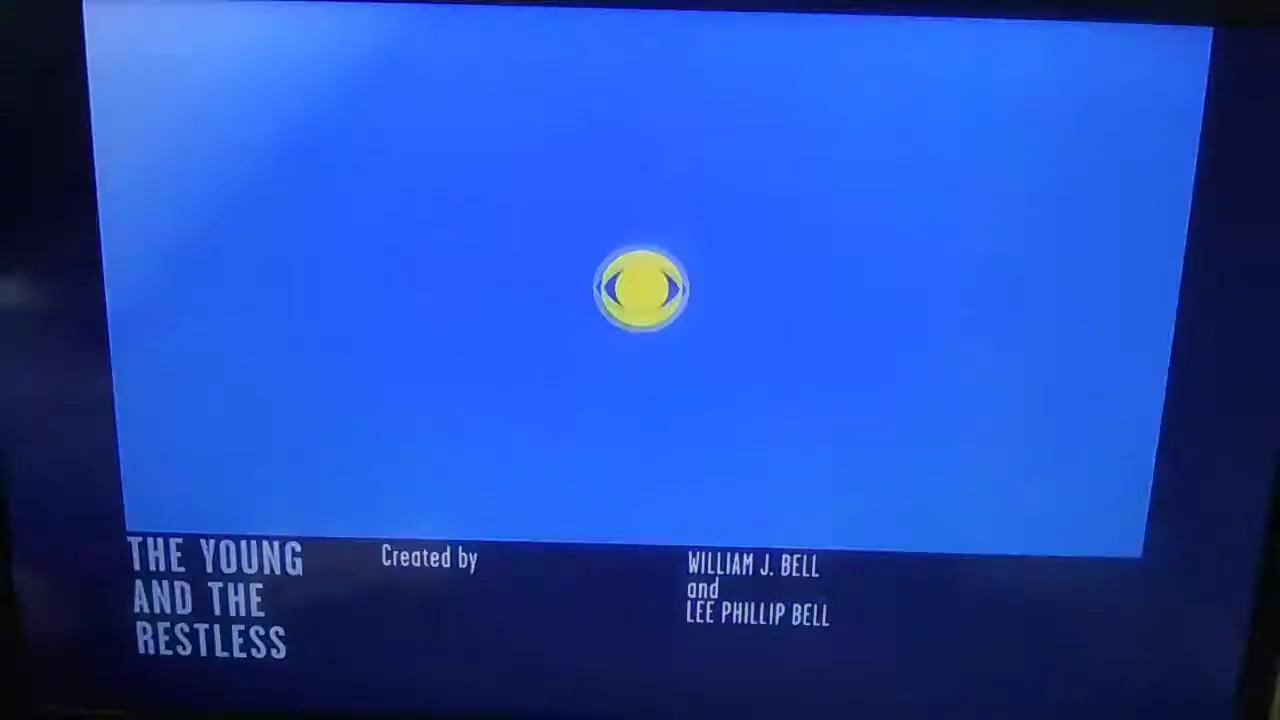 THE YOUNG
AND THE
RESTLESS
Created by
WILLIAM J. BELL
and
LEE PHILLIP BELL